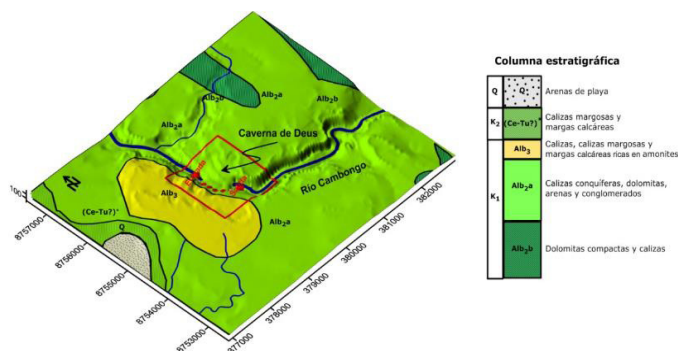 Alb₂b
Alb₂a
Alb₂a
Alb₂b
Caverna de Deus
Río Cambongo
Alb₃
Alb₂a
(Ce-Tu?)*
Q
N
100
8757000
8756000
8755000
8754000
8753000
377000
378000
379000
380000
381000
382000
Columna estratigráfica
Q
Q
Arenas de playa
K₂
(Ce-Tu?)*
Calizas margosas y
margas calcáreas
K₁
Alb₃
Calizas, calizas margosas y
margas calcáreas ricas en amonites
Alb₂a
Calizas conquíferas, dolomitas,
arenas y conglomerados
Alb₂b
Dolomitas compactas y calizas